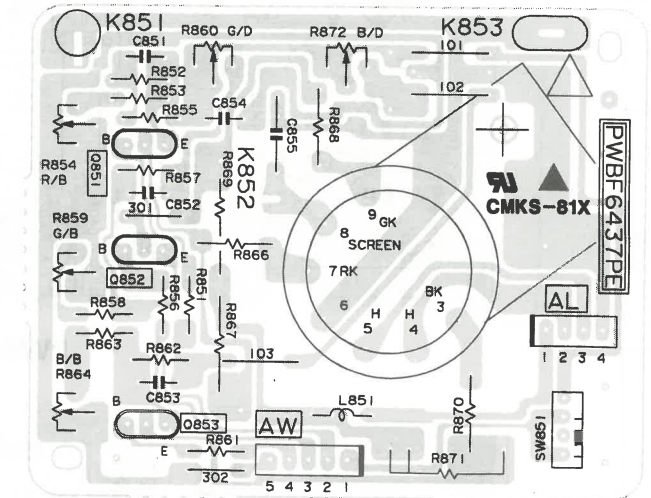 K851
R860 G/D
R872 B/D
K853
C851
101
R852
102
R853
C854
R855
C855
R868
B
E
PWBF6437PE
R854
R/B
Q851
R857
R869
K852
C852
301
CMKS-81X
R859
G/B
9 GK
8
SCREEN
B
E
R866
7 RK
Q852
R856
R851
BK
3
6
H
5
H
4
AL
R858
R863
R867
1 2 3 4
B/B
R864
R862
103
C853
B
E
Q853
AW
L851
R870
SW851
R861
302
R871
5 4 3 2 1